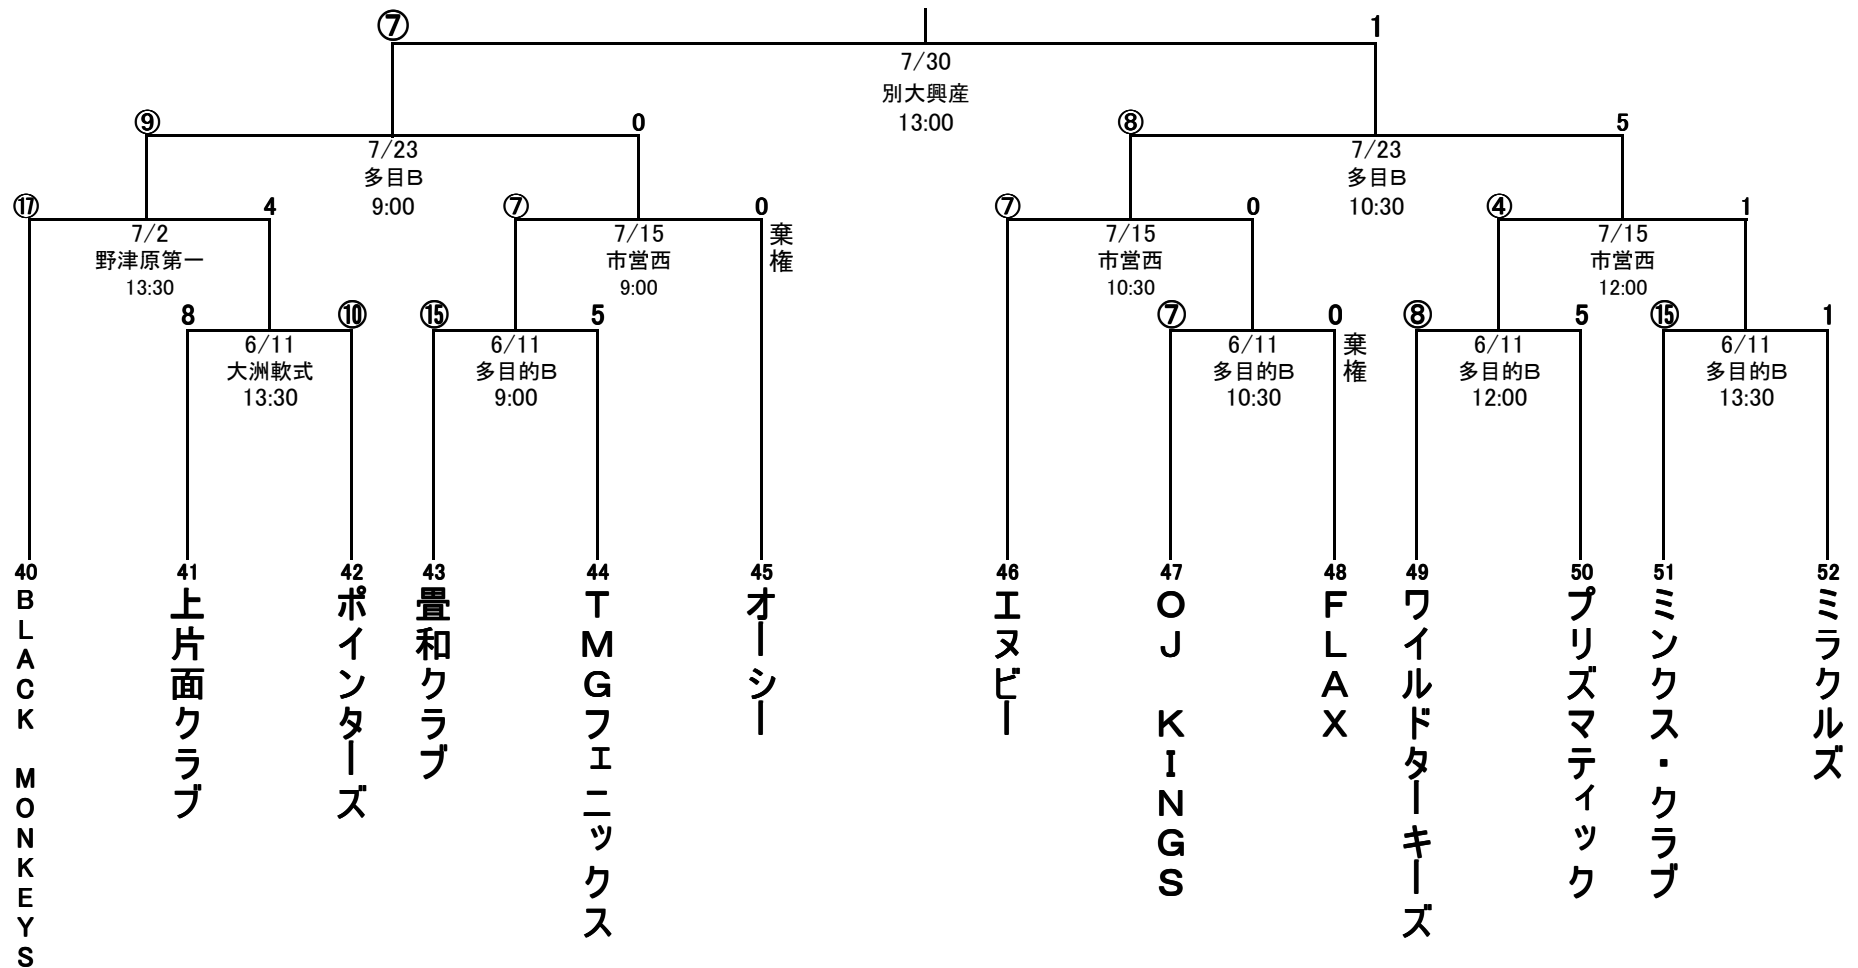 ⑦ 1
7/30
別大興産
13:00
⑨ 0 ⑧ 5
7/23 7/23
多目B 多目B
9:00 10:30
⑰ 4 ⑦ 0 ⑦ 0 ④ 1
棄権
7/2 7/15 7/15 7/15
野津原第一 市営西 市営西 市営西
13:30 9:00 10:30 12:00
8 ⑩ ⑮ 5 ⑦ 0 ⑧ 5 ⑮ 1
棄権
6/11 6/11 6/11 6/11 6/11
大洲軟式 多目的B 多目的B 多目的B 多目的B
13:30 9:00 10:30 12:00 13:30
40 41 42 43 44 45 46 47 48 49 50 51 52
BLACK MONKEYS
上片面クラブ
ポインターズ
畳和クラブ
TMGフェニックス
オーシー
エヌビー
OJ KINGS
FLAX
ワイルドターキーズ
プリズマティック
ミンクス・クラブ
ミラクルズ